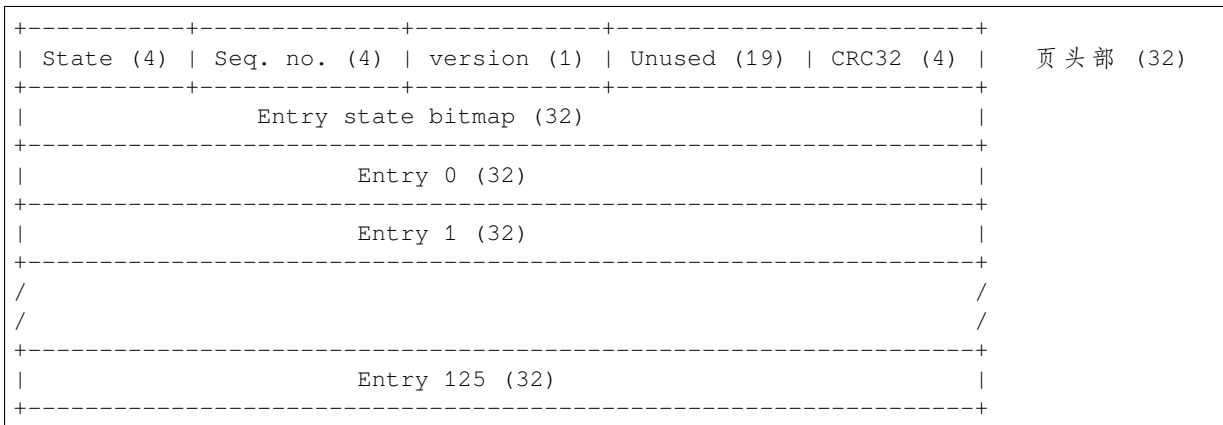 +-----------+--------------+-------------+-------------------------+
| State (4) | Seq. no. (4) | version (1) | Unused (19) | CRC32 (4) | 页头部 (32)
+-----------+--------------+-------------+-------------------------+
| Entry state bitmap (32) |
+------------------------------------------------------------------+
| Entry 0 (32) |
+------------------------------------------------------------------+
| Entry 1 (32) |
+------------------------------------------------------------------+
/ /
/ /
+------------------------------------------------------------------+
| Entry 125 (32) |
+------------------------------------------------------------------+